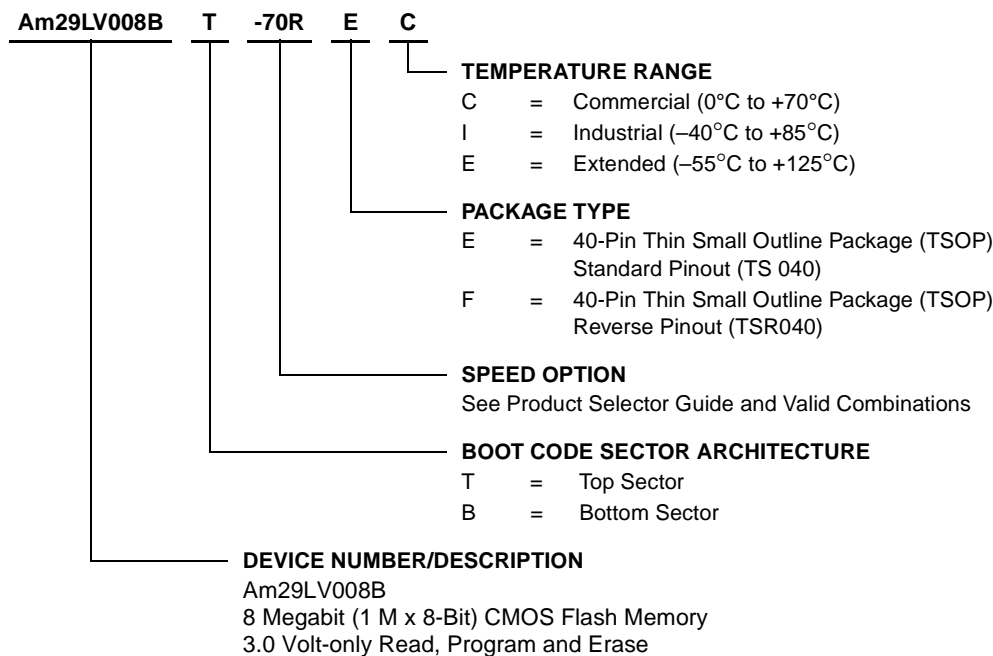 Am29LV008B T -70R E C
TEMPERATURE RANGE
C = Commercial (0°C to +70°C)
I = Industrial (–40°C to +85°C)
E = Extended (–55°C to +125°C)
PACKAGE TYPE
E = 40-Pin Thin Small Outline Package (TSOP)
Standard Pinout (TS 040)
F = 40-Pin Thin Small Outline Package (TSOP)
Reverse Pinout (TSR040)
SPEED OPTION
See Product Selector Guide and Valid Combinations
BOOT CODE SECTOR ARCHITECTURE
T = Top Sector
B = Bottom Sector
DEVICE NUMBER/DESCRIPTION
Am29LV008B
8 Megabit (1 M x 8-Bit) CMOS Flash Memory
3.0 Volt-only Read, Program and Erase